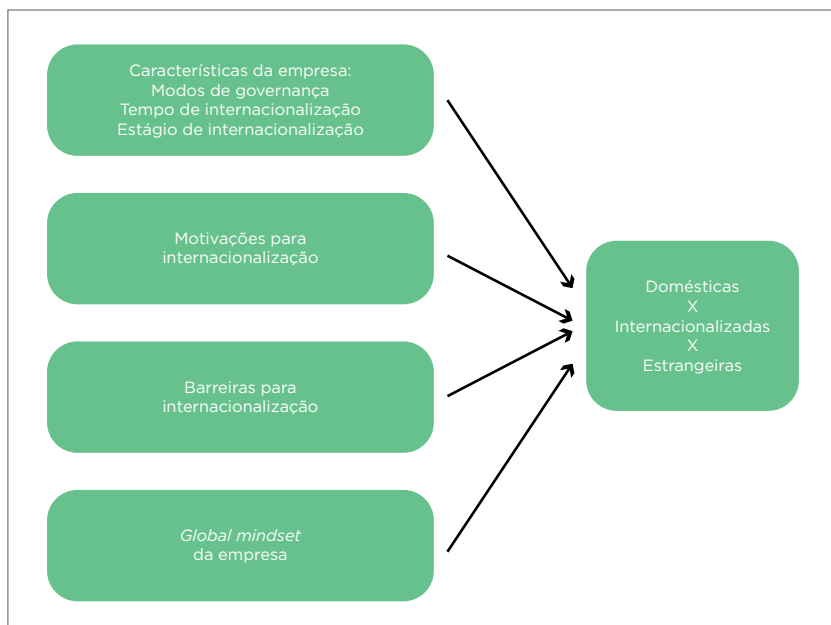 Características da empresa:
Modos de governança
Tempo de internacionalização
Estágio de internacionalização
Motivações para
internacionalização
Barreiras para
internacionalização
Global mindset
da empresa
Domésticas
X
Internacionalizadas
X
Estrangeiras